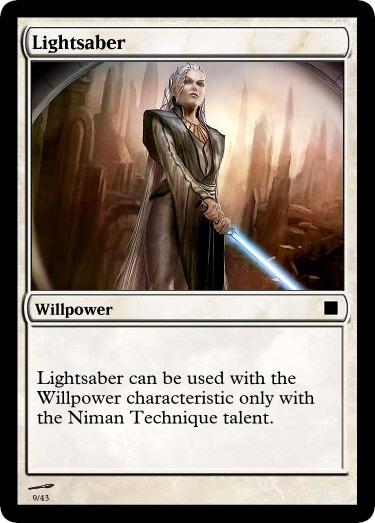 Lightsaber
Willpower
Lightsaber can be used with the
Willpower characteristic only with
the Niman Technique talent.
9/43